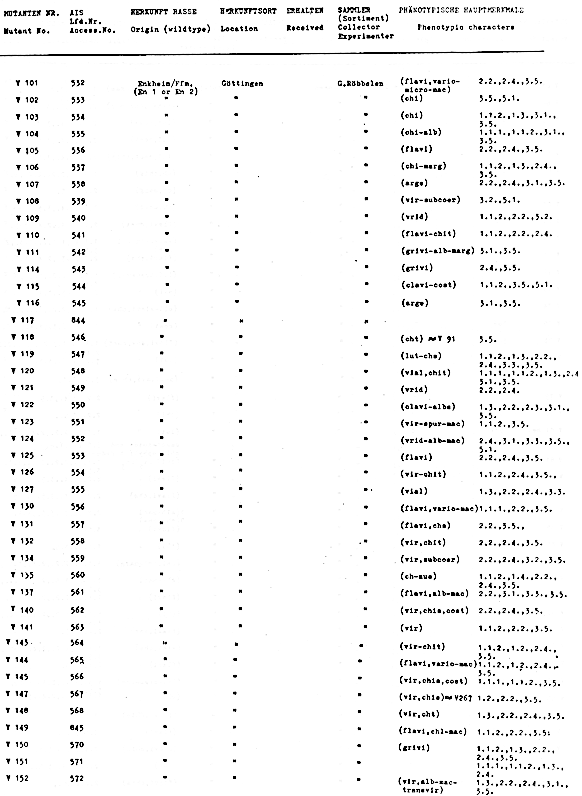 MUTANTEN NR. AIS HERKUNFT RASSE HERKUNFTSORT ERHALTEN SAMMLER PHÄNOTYPISCHE HAUPTMERKMALE
Lfd.Nr. (Sortiment)
Mutant No. Access.No. Origin (wildtype) Location Received Collector Phenotypic characters
Experimenter
V 101 532 Enkheim/Ffm. Göttingen G.Röbbelen (flavi,vario- 2.2.,2.4.,3.5.
(En 1 or En 2) micro-mac)
V 102 533 " " " (chi) 3.5.,5.1.
V 103 534 " " " (chi) 1.1.2.,1.3.,3.1.,
3.5.
V 104 535 " " " (chi-alb) 1.1.1.,1.1.2.,3.1.,
3.5.
V 105 536 " " " (flavi) 2.2.,2.4.,3.5.
V 106 537 " " " (chi-marg) 1.1.2.,1.3.,2.4.,
3.5.
V 107 538 " " " (arge) 2.2.,2.4.,3.1.,3.5.
V 108 539 " " " (vir-subcoer) 3.2.,5.1.
V 109 540 " " " (vrid) 1.1.2.,2.2.,3.2.
V 110 541 " " " (flavi-chit) 1.1.2.,2.2.,2.4.
V 111 542 " " " (grivi-alb-marg) 3.1.,3.5.
V 114 543 " " " (grivi) 2.4.,3.5.
V 115 544 " " " (clavi-cost) 1.1.2.,3.5.,5.1.
V 116 545 " " " (arge) 3.1.,3.5.
V 117 844 " " "
V 118 546 " " " (cht) V 91 3.5.
V 119 547 " " " (lut-che) 1.1.2.,1.3.,2.2.,
2.4.,3.3.,3.5.
V 120 548 " " " (vial,chit) 1.1.1.,1.1.2.,1.3.,2.4
3.1.,3.5.
V 121 549 " " " (vrid) 2.2.,2.4.
V 122 550 " " " (clavi-albe) 1.3.,2.2.,2.3.,3.1.,
3.5.
V 123 551 " " " (vir-spur-mac) 1.1.2.,3.5.
V 124 552 " " " (vrid-alb-mac) 2.4.,3.1.,3.3.,3.5.,
5.1.
V 125 553 " " " (flavi) 2.2.,2.4.,3.5.
V 126 554 " " " (vir-chit) 1.1.2.,2.4.,3.5.,
V 127 555 " " " (vial) 1.3.,2.2.,2.4.,3.3.
V 130 556 " " " (flavi,vario-mac) 1.1.1.,2.2.,3.5.
V 131 557 " " " (flavi,che) 2.2.,3.5.,
V 132 558 " " " (vir,chit) 2.2.,2.4.,3.5.
V 134 559 " " " (vir,subcoer) 2.2.,2.4.,3.2.,3.5.
V 135 560 " " " (ch-sue) 1.1.2.,1.4.,2.2.,
2.4.,3.5.
V 137 561 " " " (flavi,alb-mac) 2.2.,3.1.,3.3.,3.5.
V 140 562 " " " (vir,chie,cost) 2.2.,2.4.,3.5.
V 141 563 " " " (vir) 1.1.2.,2.2.,3.5.
V 143 564 " " " (vir-chit) 1.1.2.,1.2.,2.4.,
3.5.
V 144 565 " " " (flavi,vario-mac) 1.1.2.,1.2.,2.4.,
3.5.
V 145 566 " " " (vir,chie,cost) 1.1.1.,1.1.2.,3.5.
V 147 567 " " " (vir,chie) V267 1.2.,2.2.,3.5.
V 148 568 " " " (vir,cht) 1.3.,2.2.,2.4.,3.5.
V 149 845 " " " (flavi,chl-mac) 1.1.2.,2.2.,3.5.
V 150 570 " " " (grivi) 1.1.2.,1.3.,2.2.,
2.4.,3.5.
V 151 571 " " " 1.1.1.,1.1.2.,1.3.,
2.4.
V 152 572 " " " (vir,alb-mac- 1.3.,2.2.,2.4.,3.1.,
transvir) 3.5.